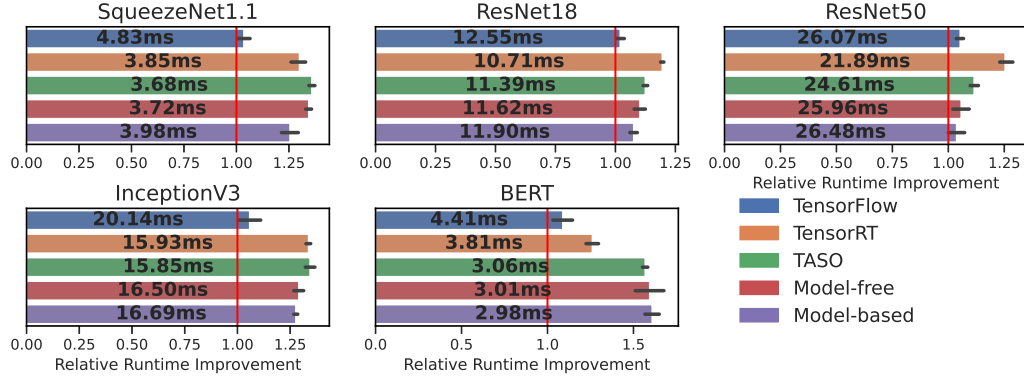 SqueezeNet1.1
4.83ms
3.85ms
3.68ms
3.72ms
3.98ms
0.00 0.25 0.50 0.75 1.00 1.25
ResNet18
12.55ms
10.71ms
11.39ms
11.62ms
11.90ms
0.00 0.25 0.50 0.75 1.00 1.25
ResNet50
26.07ms
21.89ms
24.61ms
25.96ms
26.48ms
0.00 0.25 0.50 0.75 1.00 1.25
Relative Runtime Improvement
InceptionV3
20.14ms
15.93ms
15.85ms
16.50ms
16.69ms
0.00 0.25 0.50 0.75 1.00 1.25
Relative Runtime Improvement
BERT
4.41ms
3.81ms
3.06ms
3.01ms
2.98ms
0.0 0.5 1.0 1.5
Relative Runtime Improvement
TensorFlow
TensorRT
TASO
Model-free
Model-based